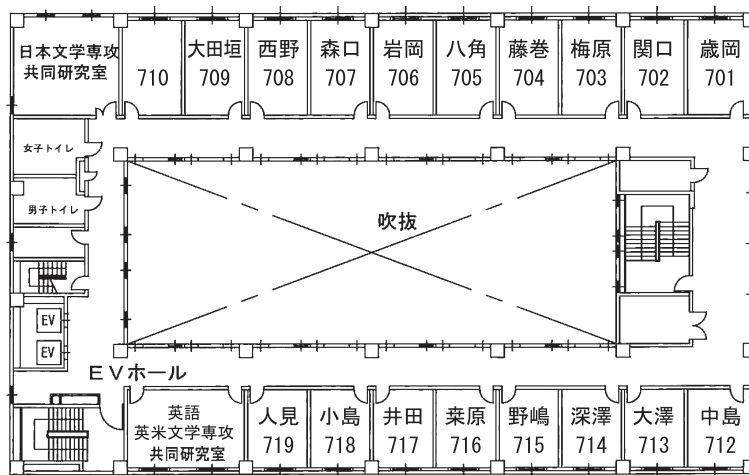 日本文学専攻
共同研究室
710
大田垣
709
西野
708
森口
707
岩岡
706
八角
705
藤巻
704
梅原
703
関口
702
歳岡
701
女子トイレ
男子トイレ
吹抜
EV
EV
EVホール
英語
英米文学専攻
共同研究室
人見
719
小島
718
井田
717
桒原
716
野嶋
715
深澤
714
大澤
713
中島
712